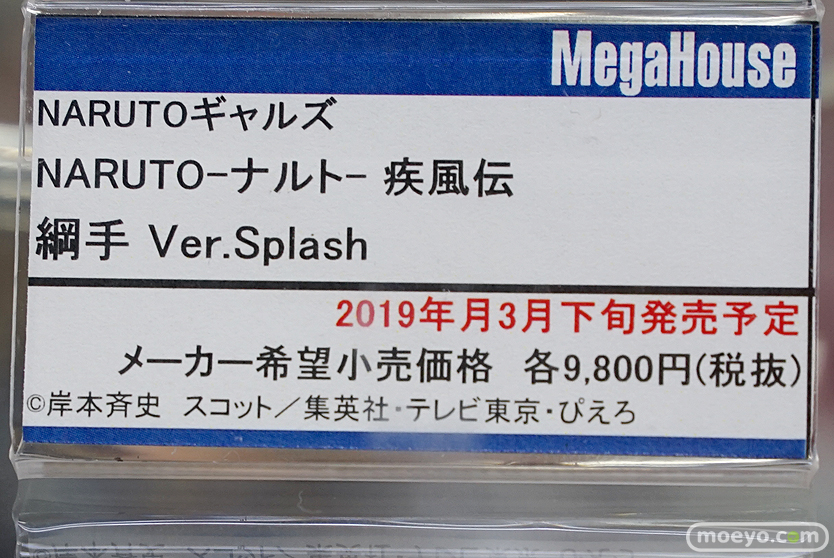 MegaHouse
NARUTOギャルズ
NARUTO-ナルト- 疾風伝
綱手 Ver.Splash
2019年月3月下旬発売予定
メーカー希望小売価格 各9,800円(税抜)
©岸本斉史 スコット／集英社・テレビ東京・ぴえろ
moeyo.com